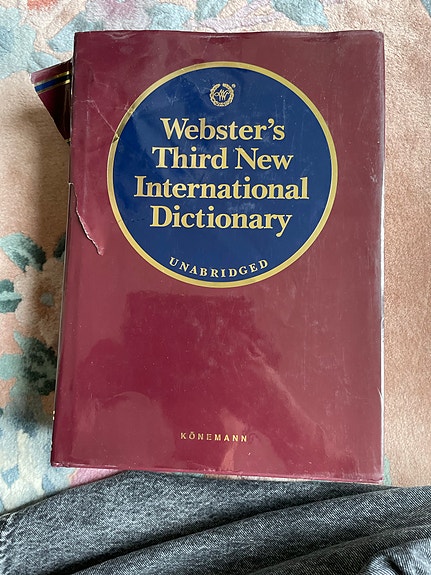 Webster's
Third New
International
Dictionary
UNABRIDGED
KÖNEMANN